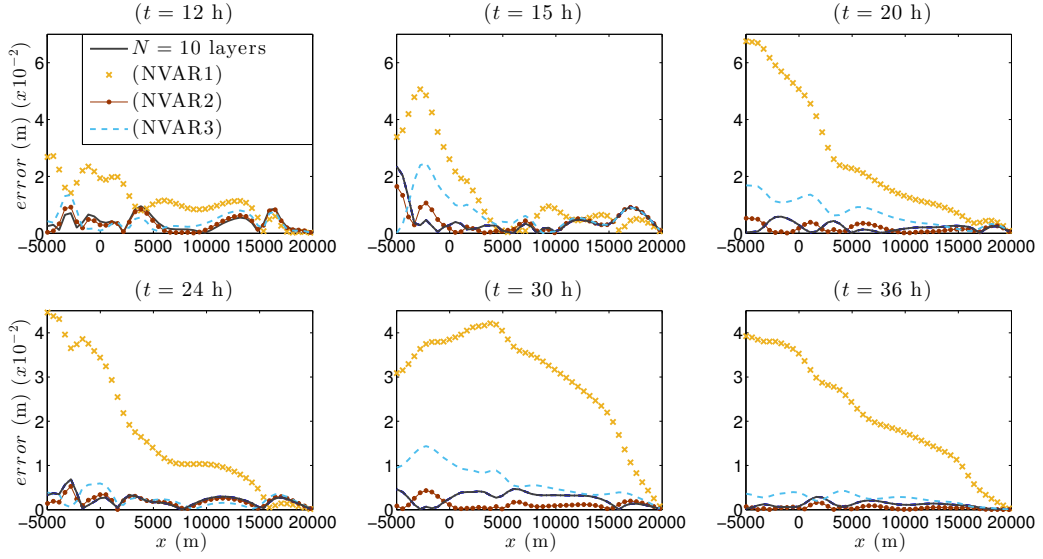 (t = 12 h)
(t = 15 h)
(t = 20 h)
error (m) (x10⁻²)
6
4
2
0
−5000 0 5000 10000 15000 20000
N = 10 layers
(NVAR1)
(NVAR2)
(NVAR3)
6
4
2
0
−5000 0 5000 10000 15000 20000
6
4
2
0
−5000 0 5000 10000 15000 20000
(t = 24 h)
(t = 30 h)
(t = 36 h)
error (m) (x10⁻²)
4
3
2
1
0
−5000 0 5000 10000 15000 20000
x (m)
4
3
2
1
0
−5000 0 5000 10000 15000 20000
x (m)
4
3
2
1
0
−5000 0 5000 10000 15000 20000
x (m)